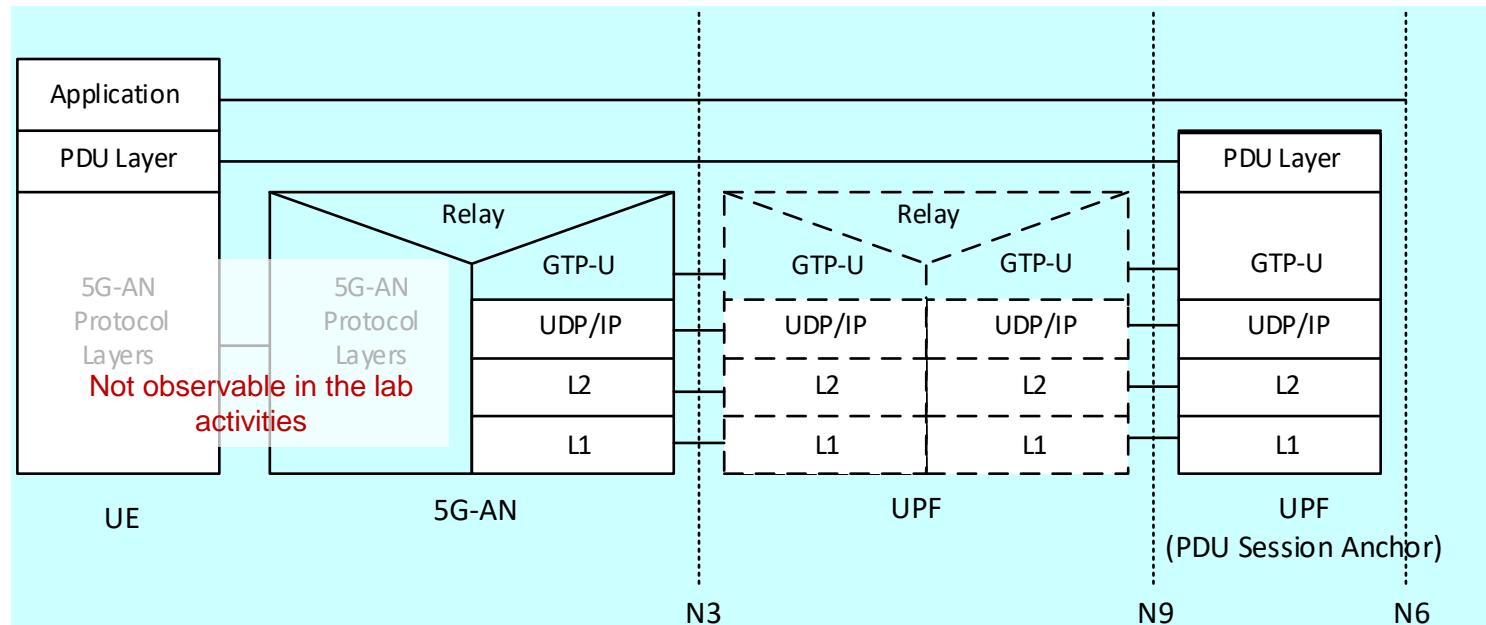 Application
PDU Layer
PDU Layer
Relay
Relay
GTP-U
GTP-U
GTP-U
GTP-U
5G-AN
Protocol
Layers
5G-AN
Protocol
Layers
Not observable in the lab
activities
UDP/IP
UDP/IP
UDP/IP
UDP/IP
L2
L2
L2
L2
L1
L1
L1
L1
UE
5G-AN
UPF
UPF
(PDU Session Anchor)
N3
N9
N6